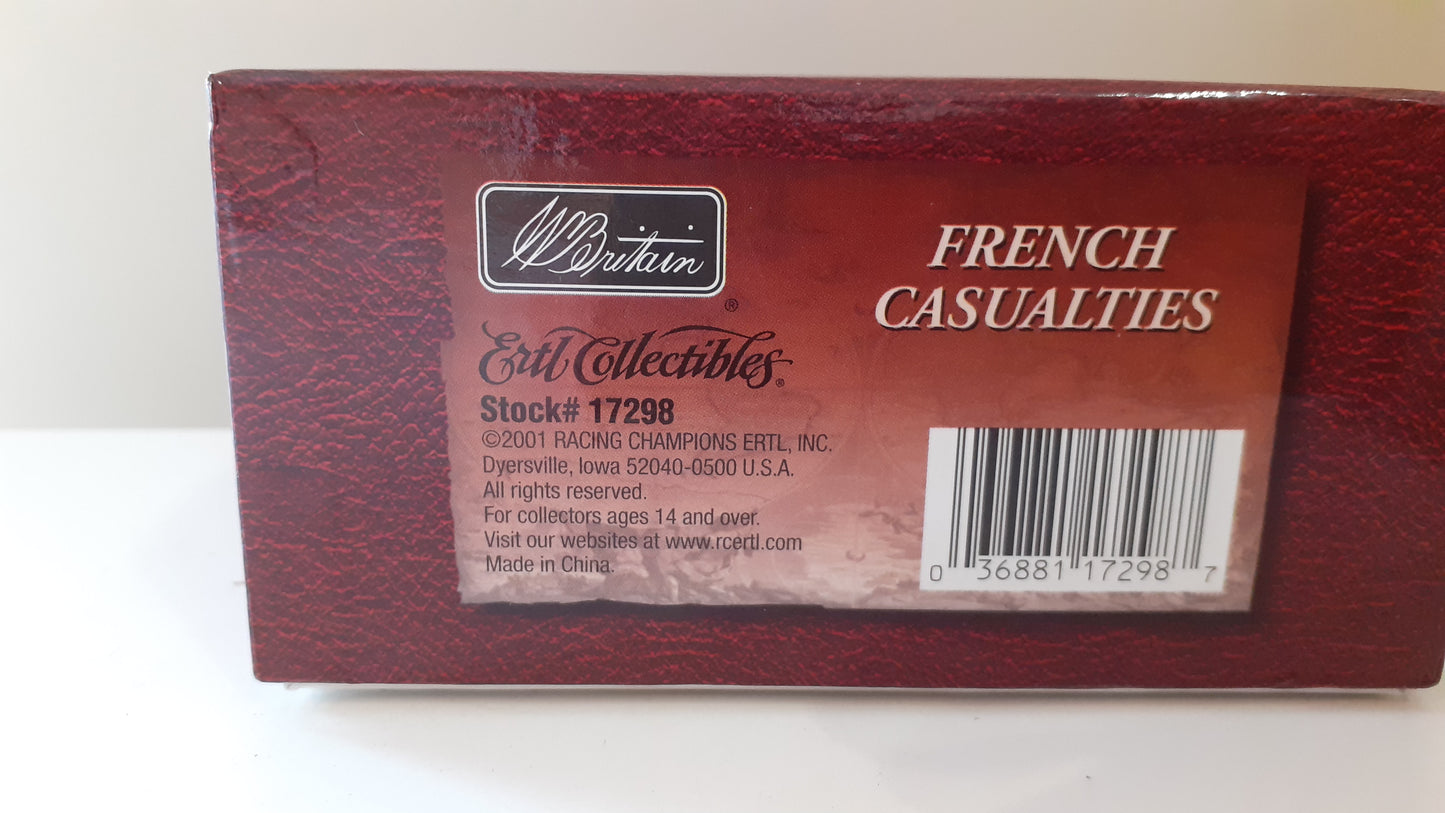 WBritain
®
Ertl Collectibles®
Stock# 17298
©2001 RACING CHAMPIONS ERTL, INC.
Dyersville, Iowa 52040-0500 U.S.A.
All rights reserved.
For collectors ages 14 and over.
Visit our websites at www.rcertl.com
Made in China.
FRENCH
CASUALTIES
0 36881 17298 7